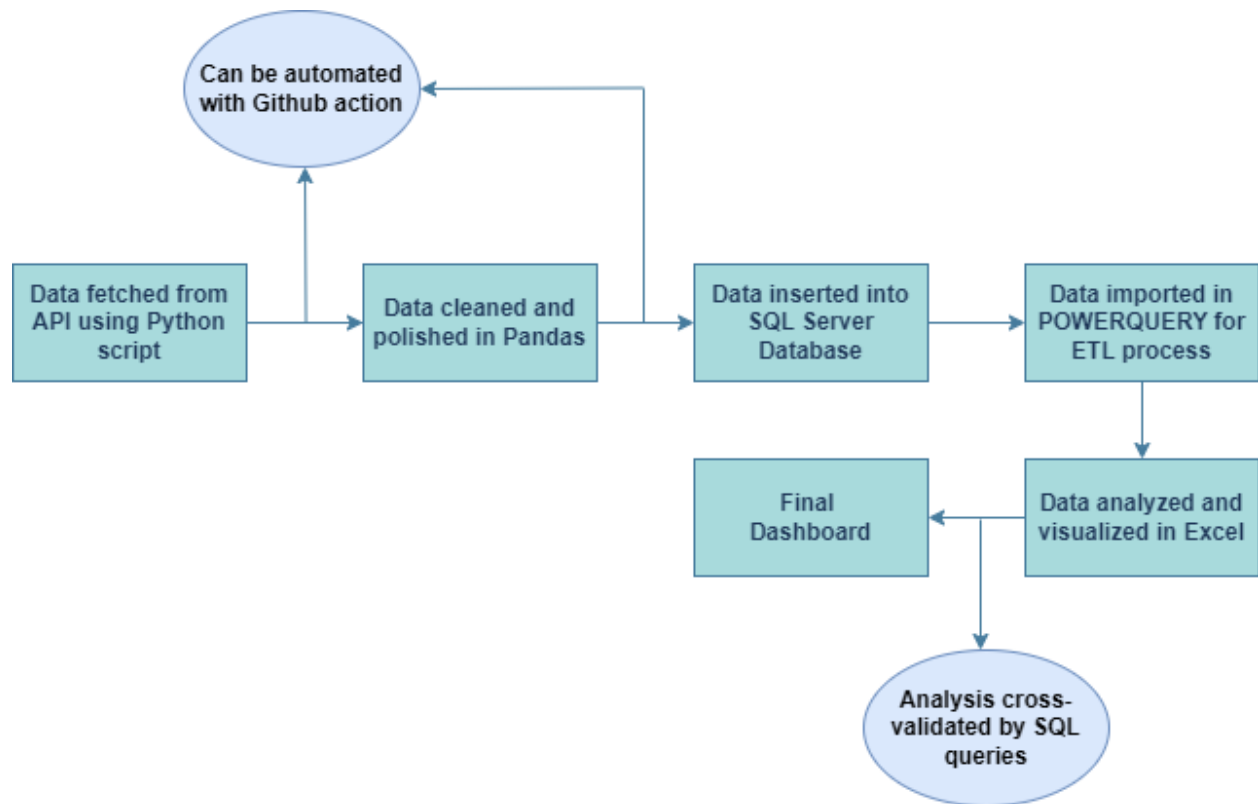 Can be automated
with Github action
Data fetched from
API using Python
script
Data cleaned and
polished in Pandas
Data inserted into
SQL Server
Database
Data imported in
POWERQUERY for
ETL process
Final
Dashboard
Data analyzed and
visualized in Excel
Analysis cross-
validated by SQL
queries